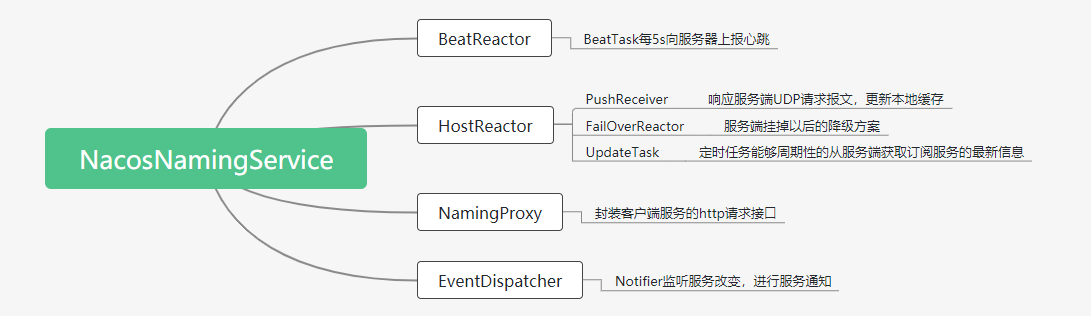 NacosNamingService
BeatReactor
BeatTask每5s向服务器上报心跳
HostReactor
PushReceiver 响应服务端UDP请求报文，更新本地缓存
FailOverReactor 服务端挂掉以后的降级方案
UpdateTask 定时任务能够周期性的从服务端获取订阅服务的最新信息
NamingProxy
封装客户端服务的http请求接口
EventDispatcher
Notifier监听服务改变，进行服务通知